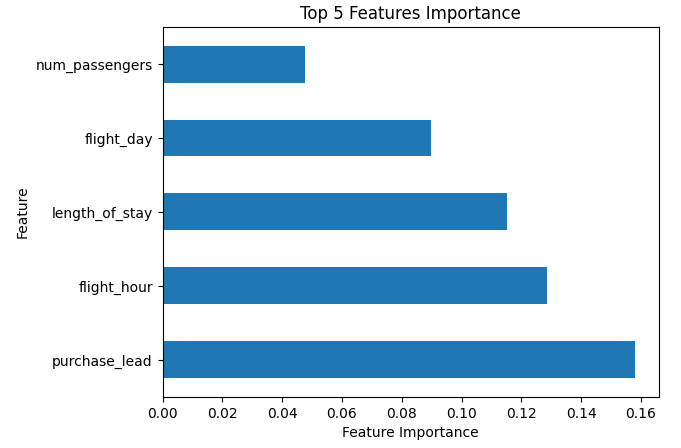 Top 5 Features Importance
Feature
num_passengers
flight_day
length_of_stay
flight_hour
purchase_lead
0.00 0.02 0.04 0.06 0.08 0.10 0.12 0.14 0.16
Feature Importance